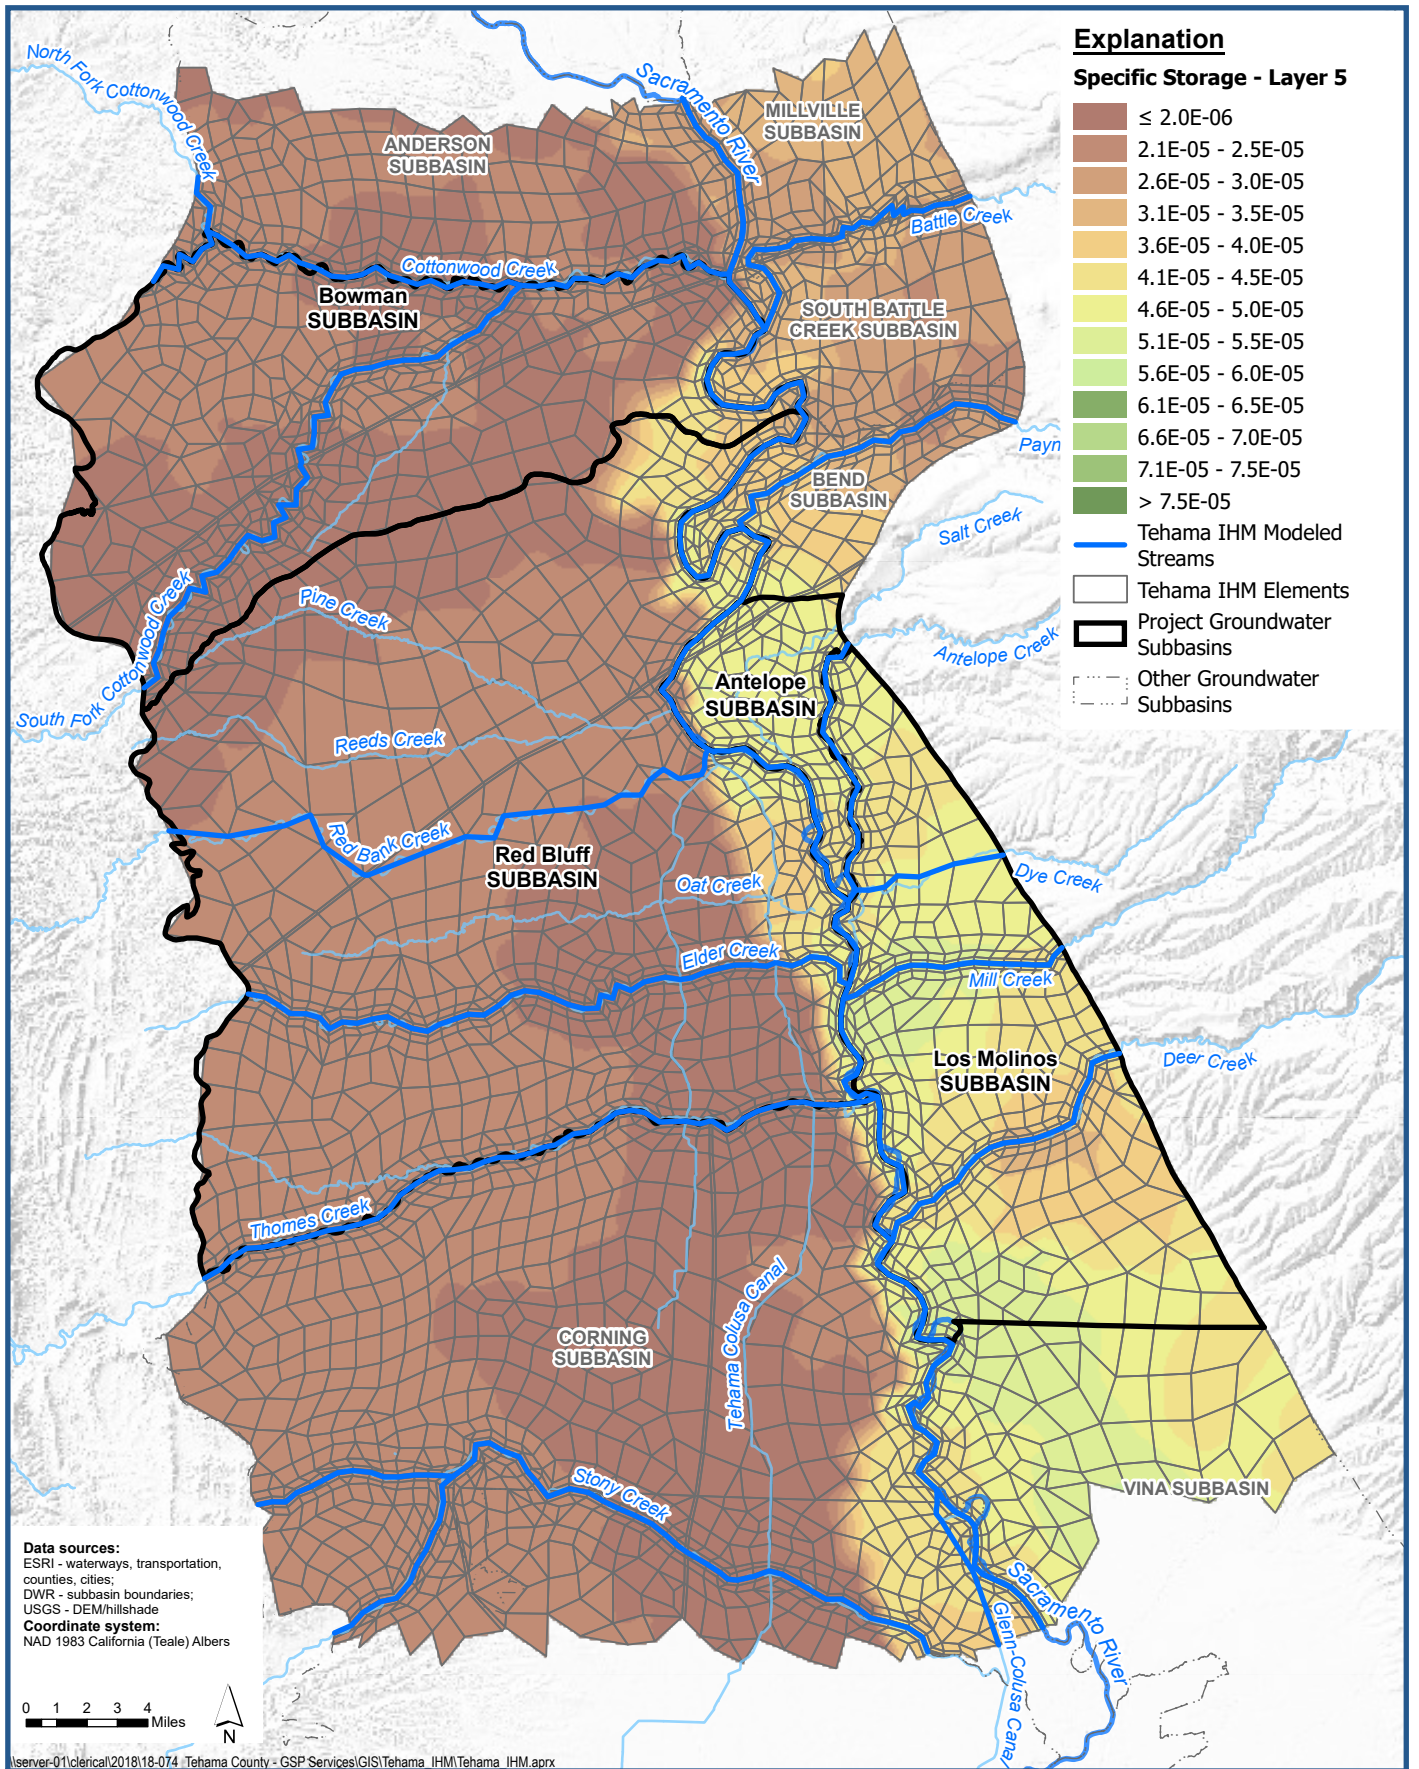 Explanation
Specific Storage - Layer 5
≤ 2.0E-06
2.1E-05 - 2.5E-05
2.6E-05 - 3.0E-05
3.1E-05 - 3.5E-05
3.6E-05 - 4.0E-05
4.1E-05 - 4.5E-05
4.6E-05 - 5.0E-05
5.1E-05 - 5.5E-05
5.6E-05 - 6.0E-05
6.1E-05 - 6.5E-05
6.6E-05 - 7.0E-05
7.1E-05 - 7.5E-05
> 7.5E-05
Tehama IHM Modeled
Streams
Tehama IHM Elements
Project Groundwater
Subbasins
Other Groundwater
Subbasins
North Fork Cottonwood Creek
Sacramento River
MILLVILLE
SUBBASIN
ANDERSON
SUBBASIN
Battle Creek
Cottonwood Creek
Bowman
SUBBASIN
SOUTH BATTLE
CREEK SUBBASIN
Payn
BEND
SUBBASIN
Salt Creek
Pine Creek
South Fork Cottonwood Creek
Antelope Creek
Antelope
SUBBASIN
Reeds Creek
Red Bank Creek
Red Bluff
SUBBASIN
Oat Creek
Dye Creek
Elder Creek
Mill Creek
Los Molinos
SUBBASIN
Deer Creek
Thomes Creek
Tehama Colusa Canal
CORNING
SUBBASIN
Stony Creek
VINA SUBBASIN
Sacramento River
Glenn-Colusa Canal
Data sources:
ESRI - waterways, transportation,
counties, cities;
DWR - subbasin boundaries;
USGS - DEM/hillshade
Coordinate system:
NAD 1983 California (Teale) Albers
0 1 2 3 4
Miles
N
\\server-01\clerical\2018\18-074_Tehama County - GSP Services\GIS\Tehama_IHM\Tehama_IHM.aprx